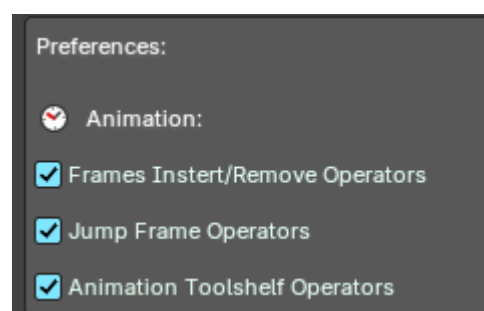 Preferences:
Animation:
Frames Instert/Remove Operators
Jump Frame Operators
Animation Toolshelf Operators